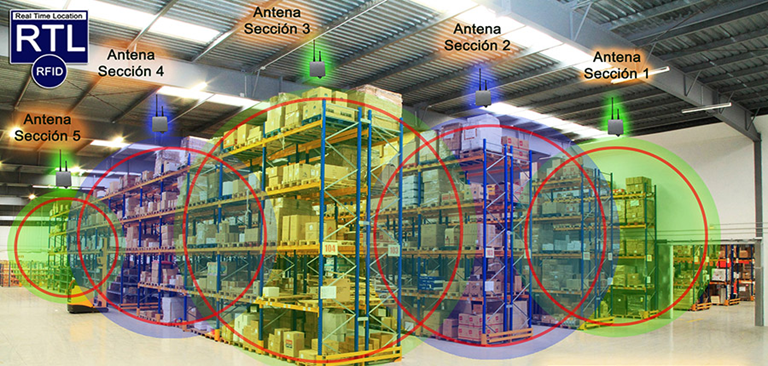 Real Time Location
RTL
RFID
Antena
Sección 5
Antena
Sección 4
Antena
Sección 3
Antena
Sección 2
Antena
Sección 1
104